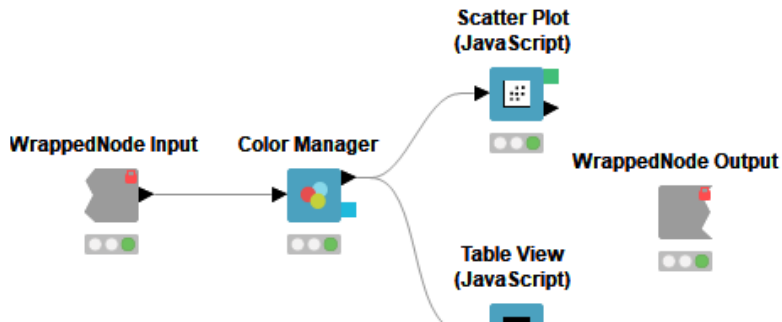 Scatter Plot
(JavaScript)
WrappedNode Input
Color Manager
WrappedNode Output
Table View
(JavaScript)